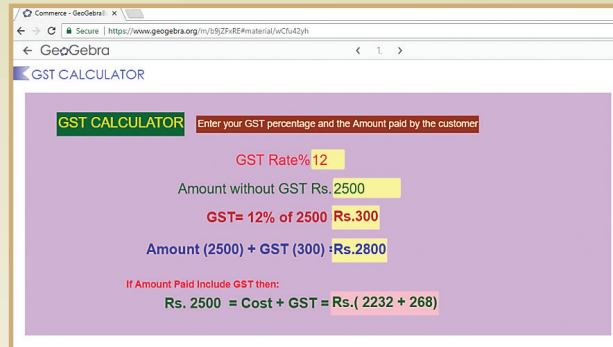 Commerce - GeoGebra
Secure | https://www.geogebra.org/m/b9jZFxRE#material/wCfu42yh
GeoGebra
1
GST CALCULATOR
GST CALCULATOR Enter your GST percentage and the Amount paid by the customer
GST Rate% 12
Amount without GST Rs. 2500
GST= 12% of 2500 Rs.300
Amount (2500) + GST (300) = Rs.2800
If Amount Paid Include GST then:
Rs. 2500 = Cost + GST = Rs.( 2232 + 268)